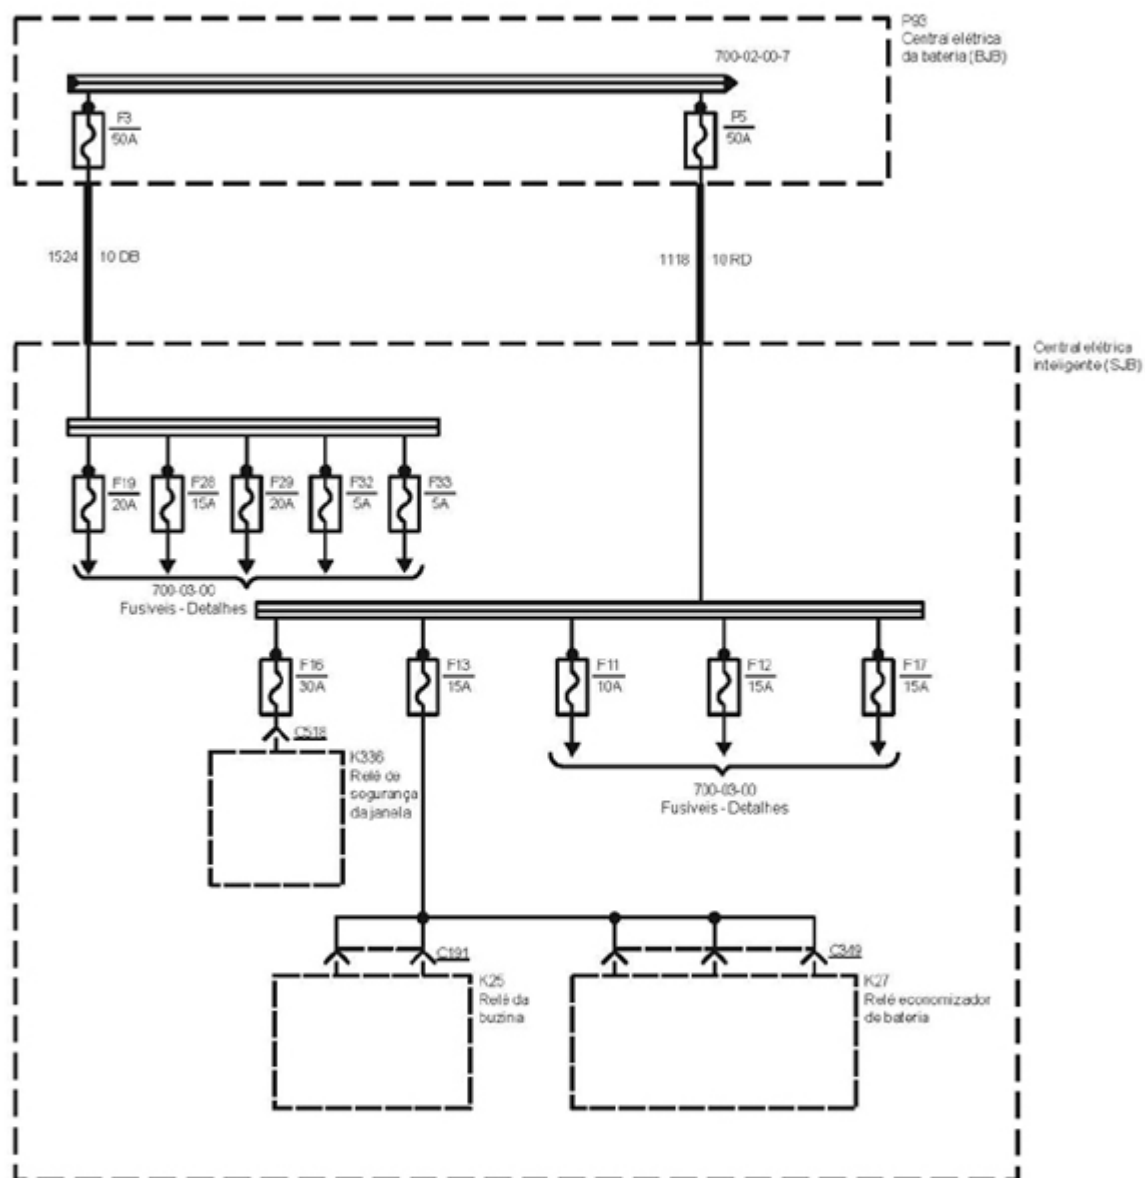 P93
Central elétrica
da bateria (BJB)
700-02-00-7
F3
50A
F5
50A
1524
10 DB
1118
10 RD
Central elétrica
inteligente (SJB)
F19
20A
F28
15A
F29
20A
F32
5A
F33
5A
700-03-00
Fusíveis - Detalhes
F16
30A
F13
15A
F11
10A
F12
15A
F17
15A
C518
K336
Relé de
segurança
da janela
700-03-00
Fusíveis - Detalhes
C191
C349
K25
Relé da
buzina
K27
Relé economizador
de bateria